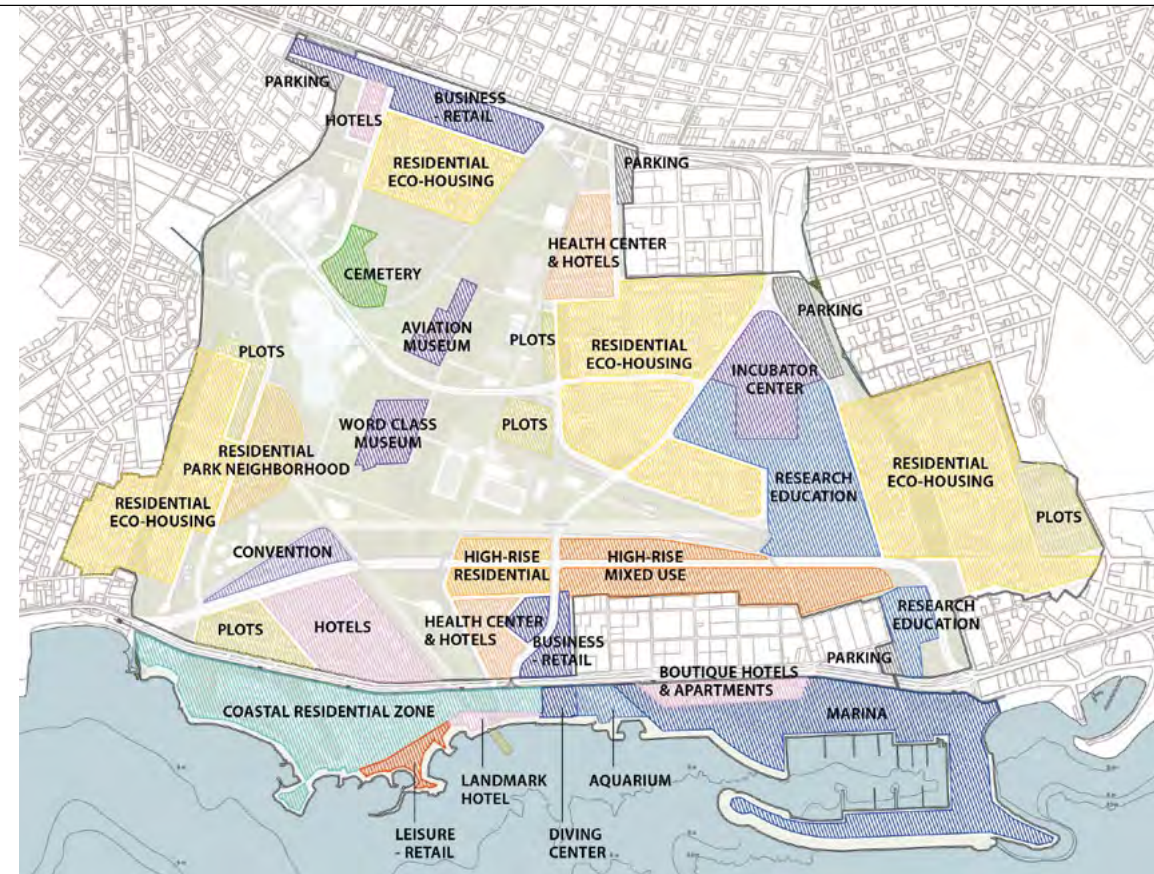 PARKING
BUSINESS
- RETAIL
HOTELS
RESIDENTIAL
ECO-HOUSING
PARKING
HEALTH CENTER
& HOTELS
CEMETERY
PARKING
AVIATION
MUSEUM
PLOTS
PLOTS
RESIDENTIAL
ECO-HOUSING
INCUBATOR
CENTER
WORD CLASS
MUSEUM
PLOTS
RESIDENTIAL
PARK NEIGHBORHOOD
RESIDENTIAL
ECO-HOUSING
RESEARCH
EDUCATION
RESIDENTIAL
ECO-HOUSING
PLOTS
CONVENTION
HIGH-RISE
RESIDENTIAL
HIGH-RISE
MIXED USE
PLOTS
HOTELS
HEALTH CENTER
& HOTELS
BUSINESS
- RETAIL
RESEARCH
EDUCATION
PARKING
BOUTIQUE HOTELS
& APARTMENTS
COASTAL RESIDENTIAL ZONE
MARINA
LANDMARK
HOTEL
AQUARIUM
LEISURE
- RETAIL
DIVING
CENTER